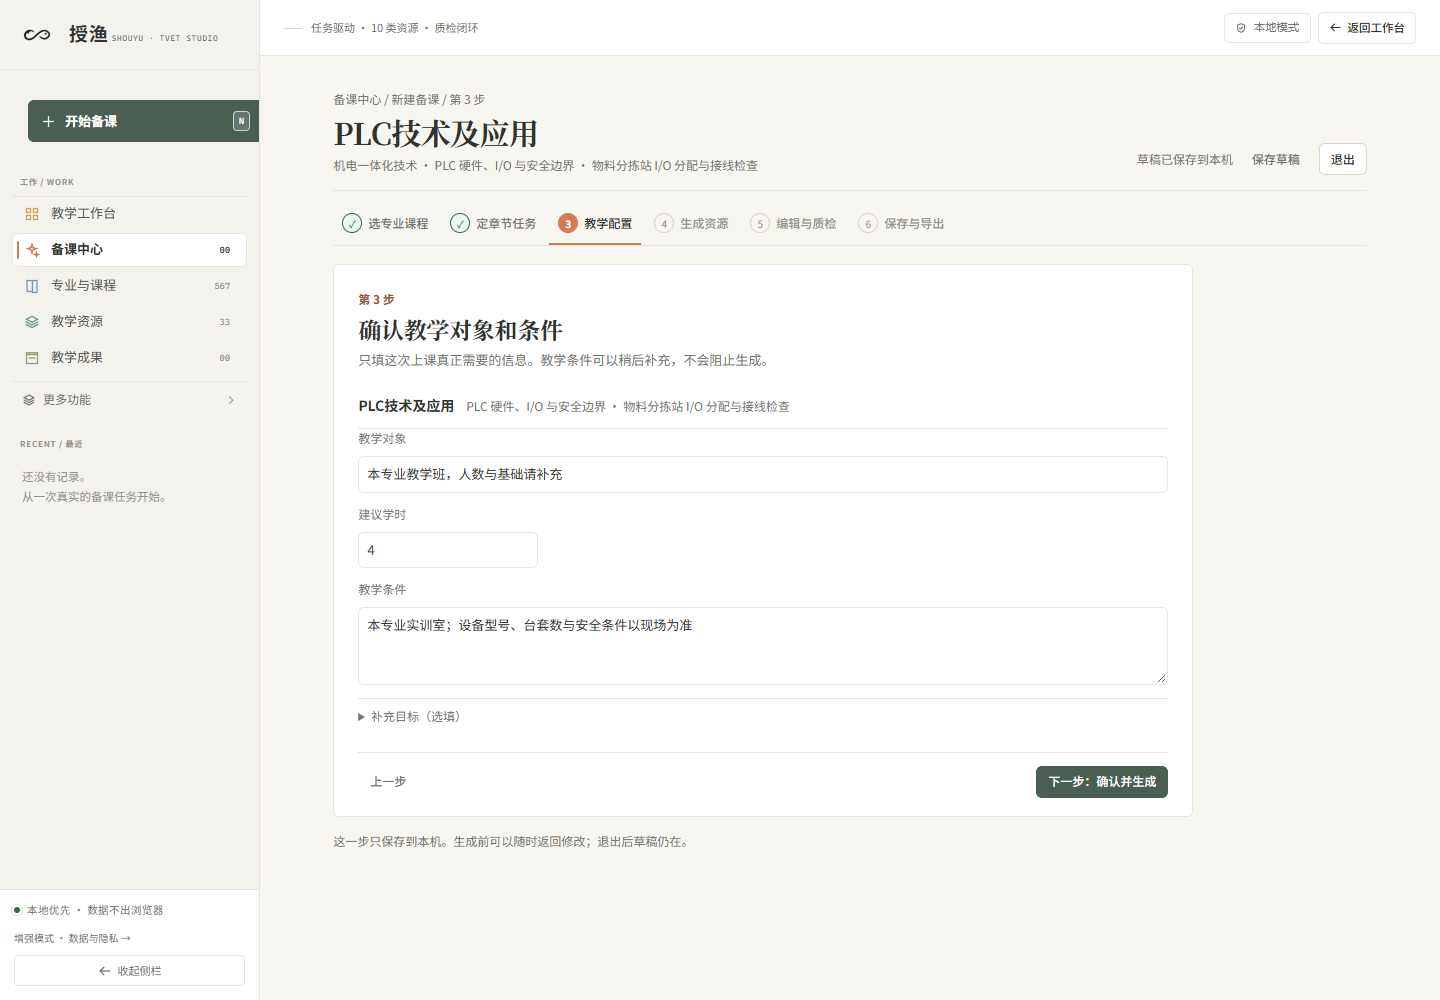 授渔 SHOUYU · TVET STUDIO
开始备课 N
工作 / WORK
教学工作台
备课中心 00
专业与课程 567
教学资源 33
教学成果 00
更多功能
RECENT / 最近
还没有记录。
从一次真实的备课任务开始。
本地优先 · 数据不出浏览器
增强模式 · 数据与隐私 →
收起侧栏
任务驱动 · 10 类资源 · 质检闭环
本地模式
返回工作台
备课中心 / 新建备课 / 第 3 步
PLC技术及应用
机电一体化技术 · PLC 硬件、I/O 与安全边界 · 物料分拣站 I/O 分配与接线检查
草稿已保存到本机 保存草稿 退出
✓ 选专业课程 ✓ 定章节任务 3 教学配置 4 生成资源 5 编辑与质检 6 保存与导出
第 3 步
确认教学对象和条件
只填这次上课真正需要的信息。教学条件可以稍后补充，不会阻止生成。
PLC技术及应用 PLC 硬件、I/O 与安全边界 · 物料分拣站 I/O 分配与接线检查
教学对象
本专业教学班，人数与基础请补充
建议学时
4
教学条件
本专业实训室；设备型号、台套数与安全条件以现场为准
补充目标（选填）
上一步
下一步：确认并生成
这一步只保存到本机。生成前可以随时返回修改；退出后草稿仍在。